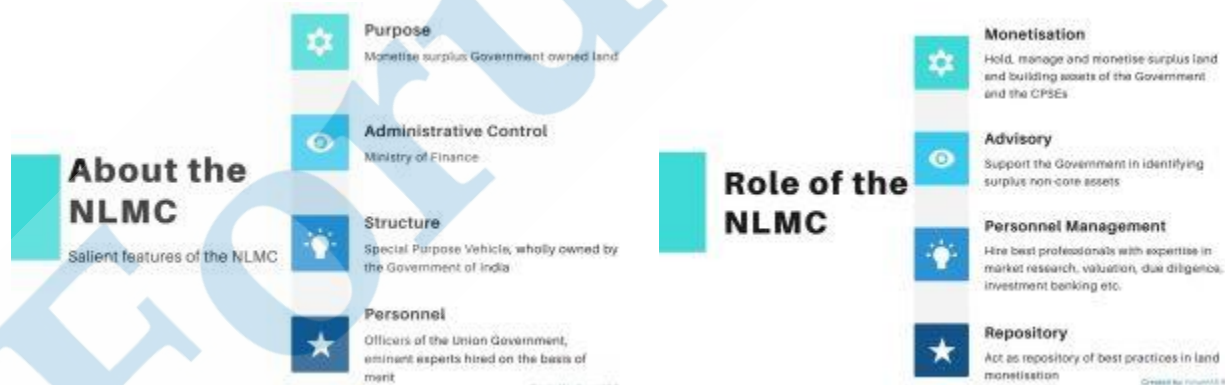 About the
NLMC
Salient features of the NLMC
Purpose
Monetise surplus Government owned land
Administrative Control
Ministry of Finance
Structure
Special Purpose Vehicle, wholly owned by
the Government of India
Personnel
Officers of the Union Government,
eminent experts hired on the basis of
merit
Role of the
NLMC
Monetisation
Hold, manage and monetise surplus land
and building assets of the Government
and the CPSEs
Advisory
Support the Government in identifying
surplus non-core assets
Personnel Management
Hire best professionals with expertise in
market research, valuation, due diligence,
investment banking etc.
Repository
Act as repository of best practices in land
monetisation
Created by
Foru